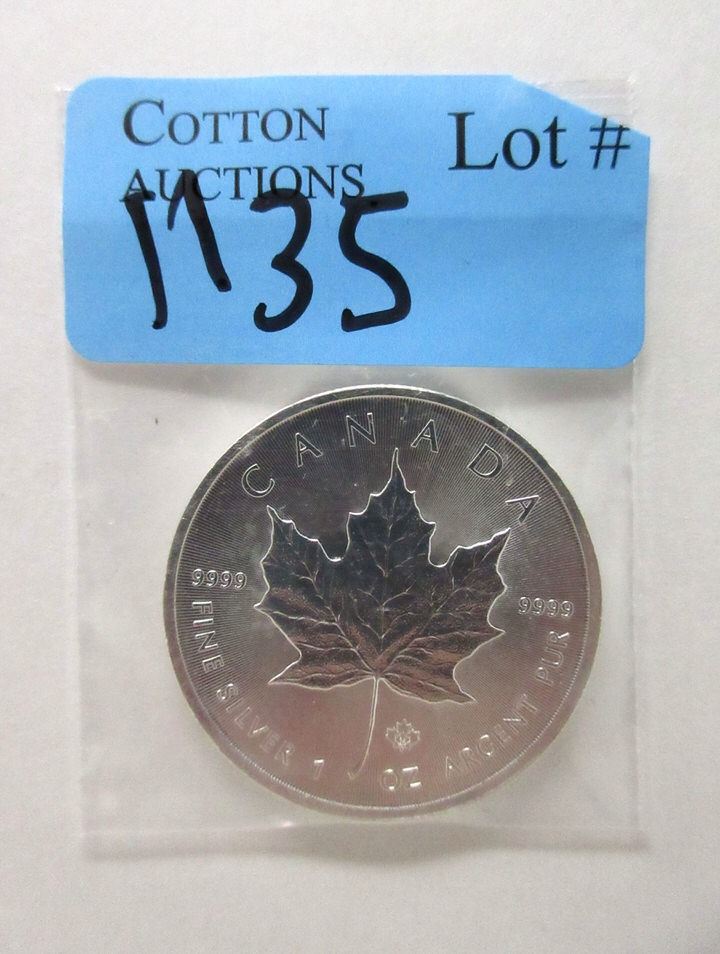 COTTON
AUCTIONS
Lot #
1135
CANADA
9999
9999
FINE SILVER 1 OZ ARGENT PUR